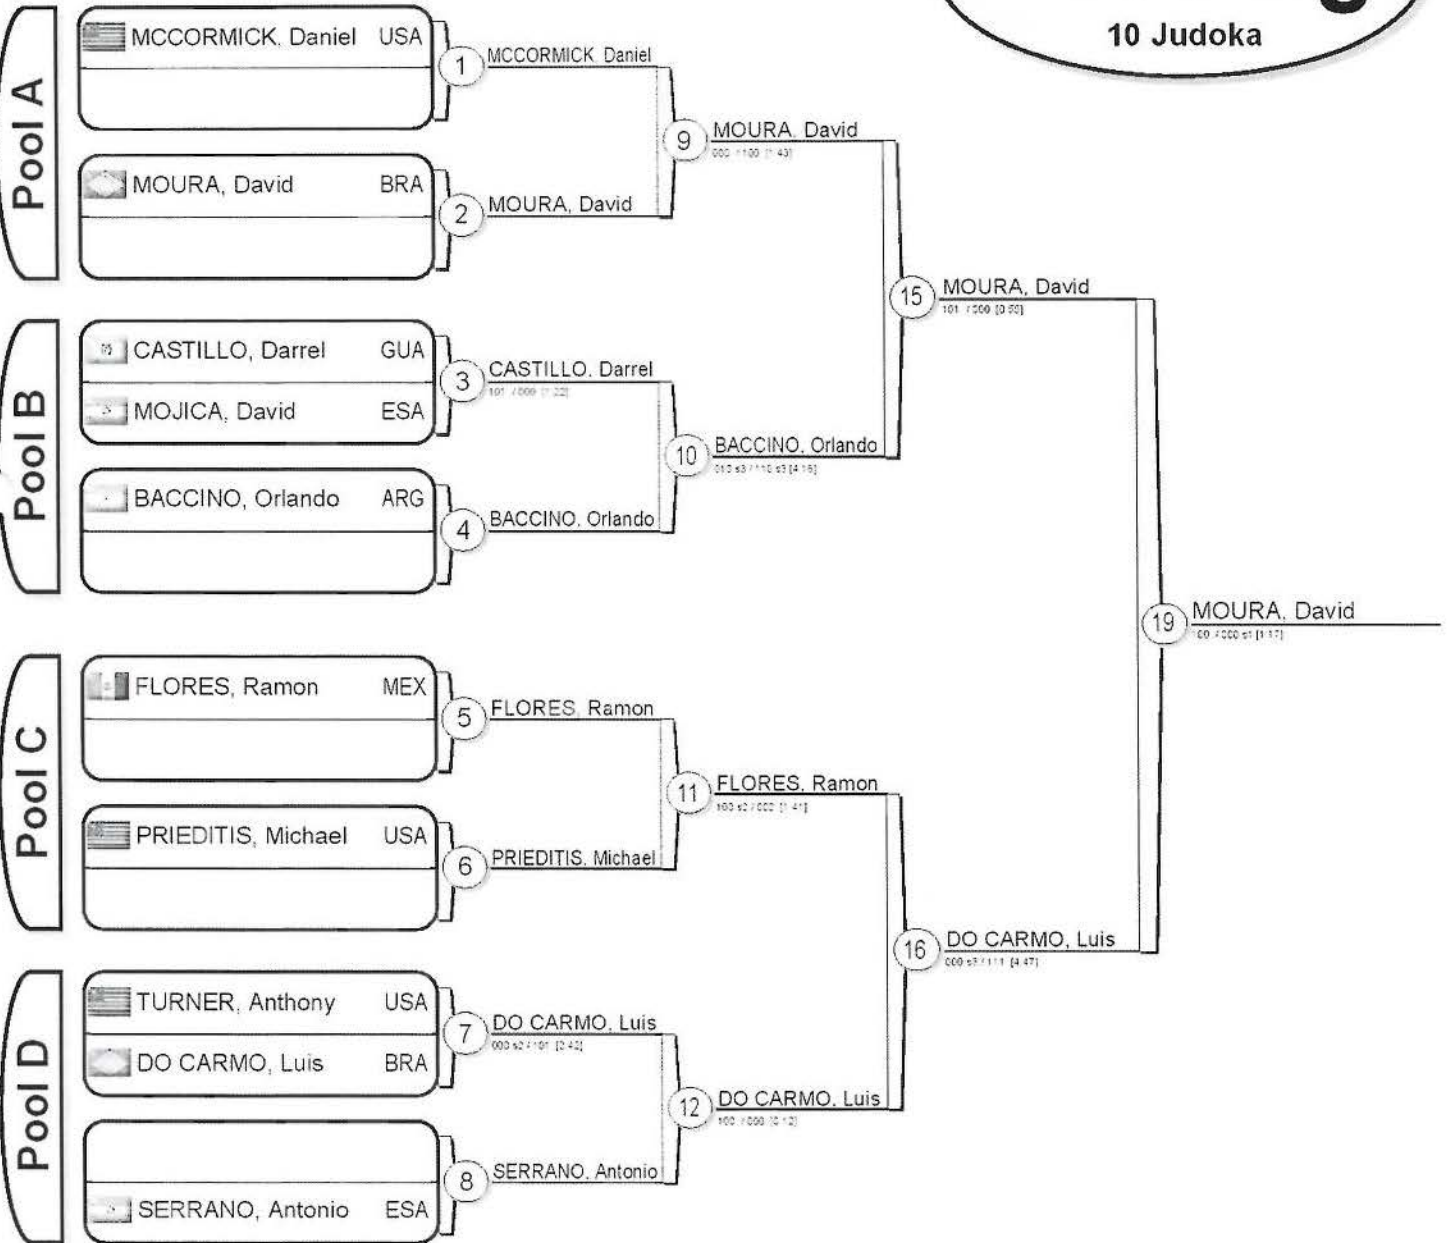 10 Judoka
Pool A
MCCORMICK, Daniel USA
1
MCCORMICK, Daniel
MOURA, David BRA
2
MOURA, David
9
MOURA, David
Pool B
CASTILLO, Darrel GUA
MOJICA, David ESA
3
CASTILLO, Darrel
BACCINO, Orlando ARG
4
BACCINO, Orlando
10
BACCINO, Orlando
15
MOURA, David
Pool C
FLORES, Ramon MEX
5
FLORES, Ramon
PRIEDITIS, Michael USA
6
PRIEDITIS, Michael
11
FLORES, Ramon
Pool D
TURNER, Anthony USA
DO CARMO, Luis BRA
7
DO CARMO, Luis
SERRANO, Antonio ESA
8
SERRANO, Antonio
12
DO CARMO, Luis
16
DO CARMO, Luis
19
MOURA, David